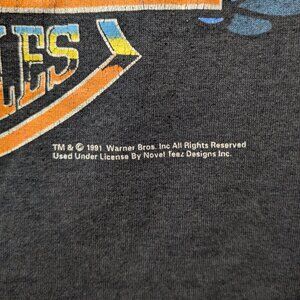 LES
TM & © 1991 Warner Bros. Inc All Rights Reserved
Used Under License By Novel Teez Designs Inc.